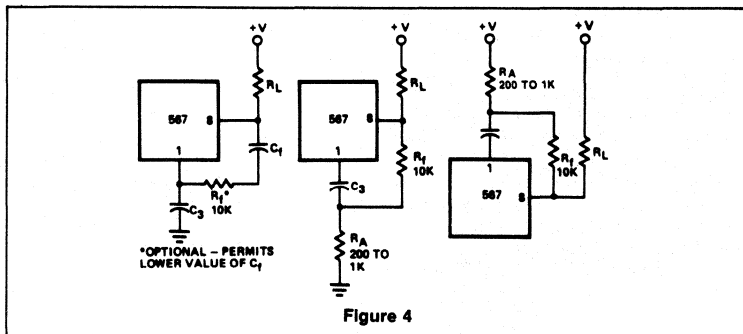 +V
RL
567
8
1
Cf
Rf*
10K
C3
*OPTIONAL – PERMITS
LOWER VALUE OF Cf
+V
RL
567
8
1
Rf
10K
C3
RA
200 TO
1K
+V
+V
RA
200 TO 1K
1
Rf
10K
RL
567
8
Figure 4